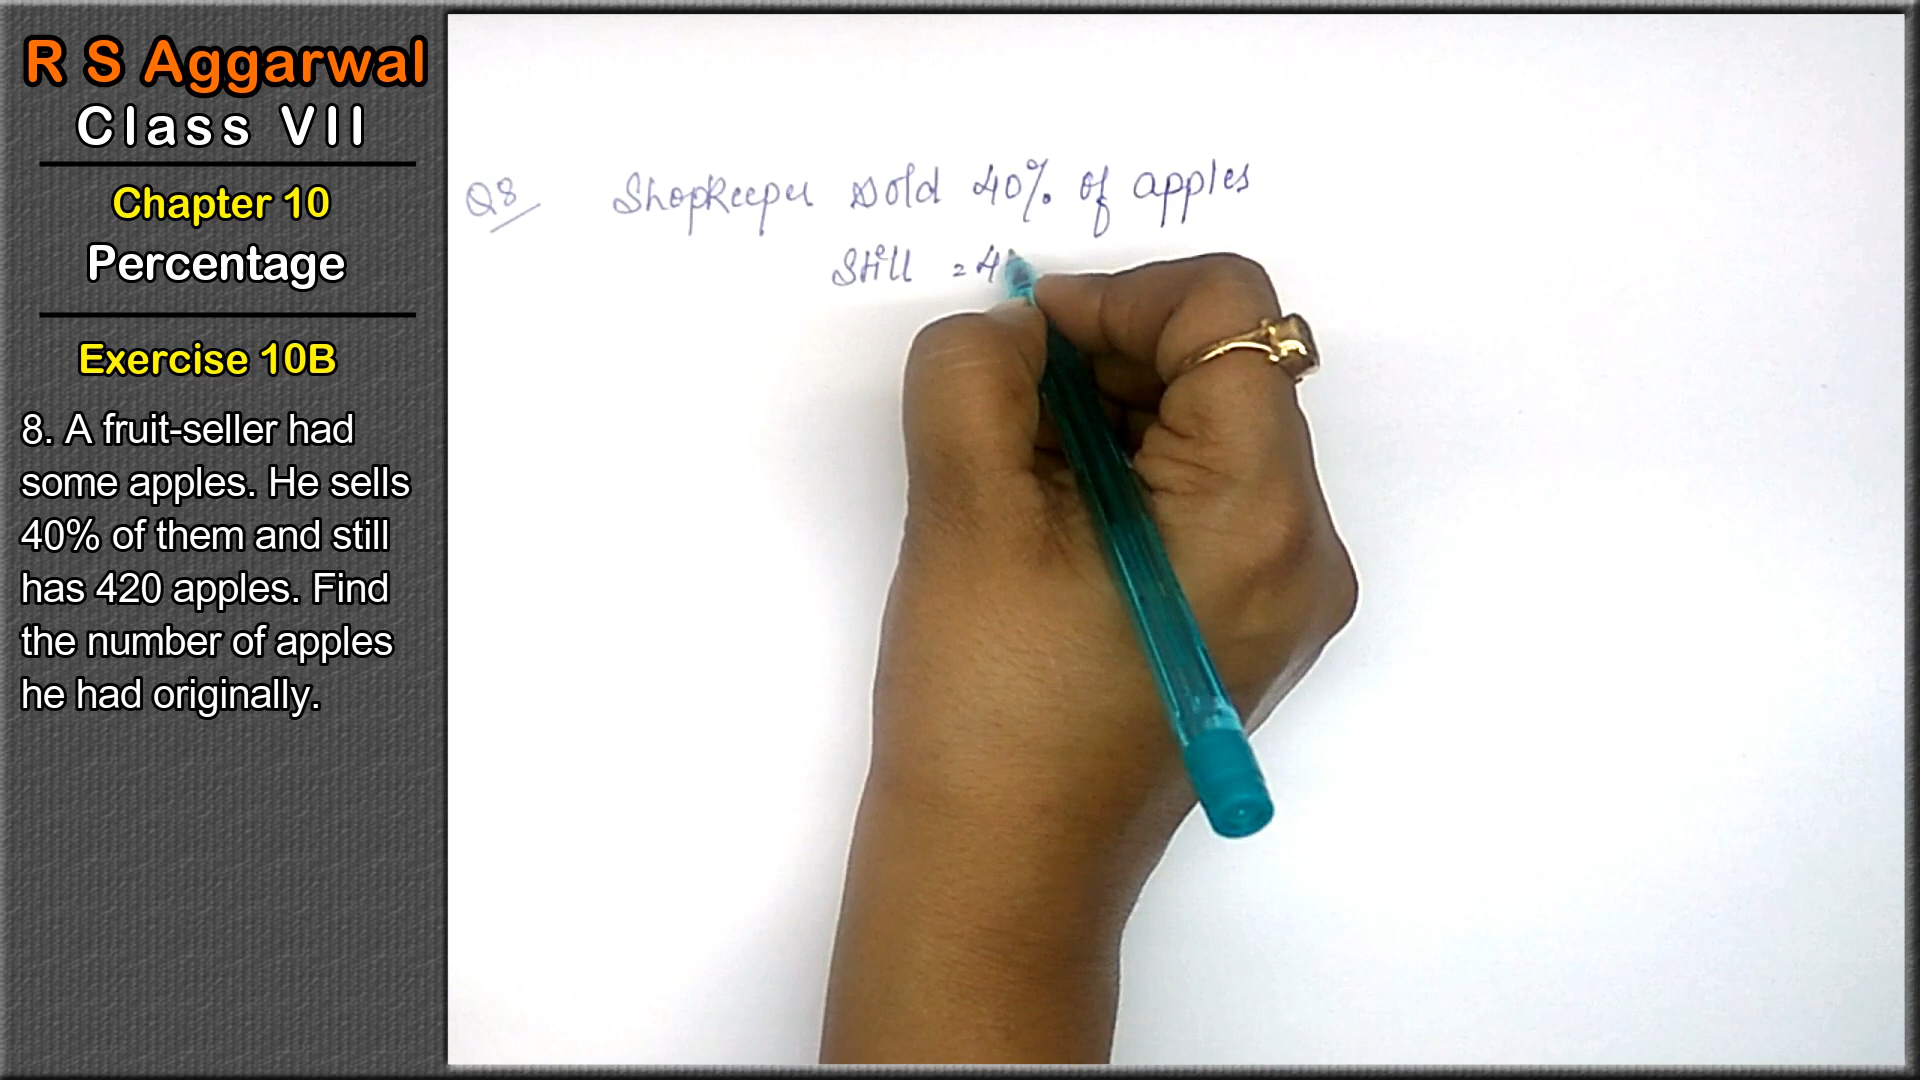 R S Aggarwal
Class VII
Chapter 10
Percentage
Exercise 10B
8. A fruit-seller had
some apples. He sells
40% of them and still
has 420 apples. Find
the number of apples
he had originally.
Q8 Shopkeeper sold 40% of apples
Still = 4